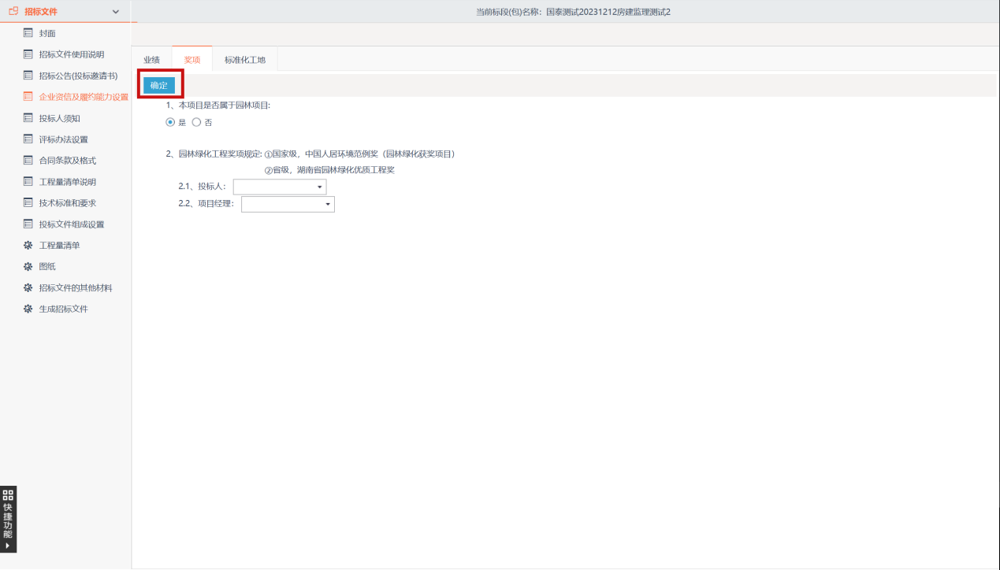 招标文件
当前标段(包)名称：国泰测试20231212房建监理测试2
封面
招标文件使用说明
招标公告(投标邀请书)
企业资信及履约能力设置
投标人须知
评标办法设置
合同条款及格式
工程量清单说明
技术标准和要求
投标文件组成设置
工程量清单
图纸
招标文件的其他材料
生成招标文件
业绩 奖项 标准化工地
确定
1、本项目是否属于园林项目:
是 否
2、园林绿化工程奖项规定: ①国家级，中国人居环境范例奖（园林绿化获奖项目）
②省级，湖南省园林绿化优质工程奖
2.1、投标人：
2.2、项目经理：
快捷功能